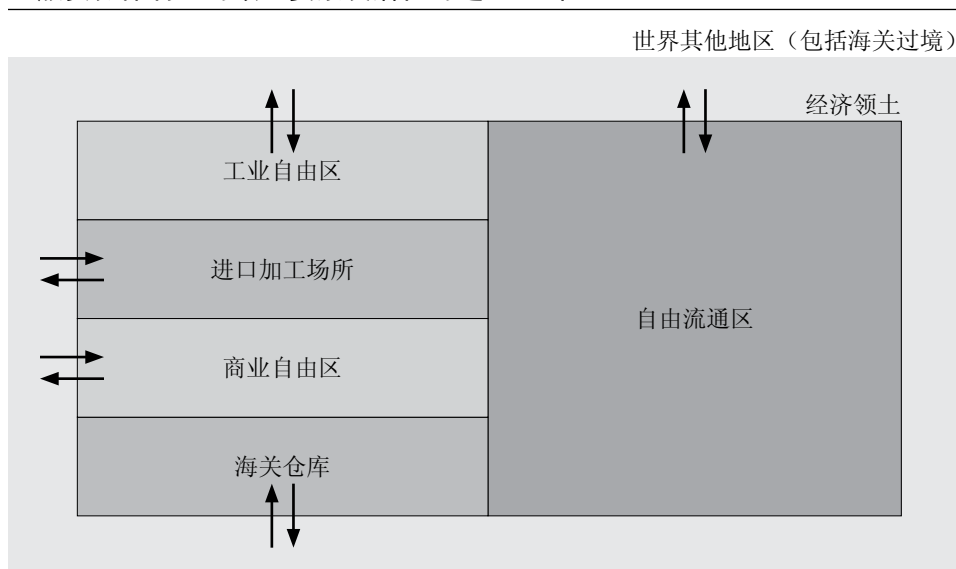 世界其他地区（包括海关过境）
经济领土
工业自由区
进口加工场所
商业自由区
自由流通区
海关仓库